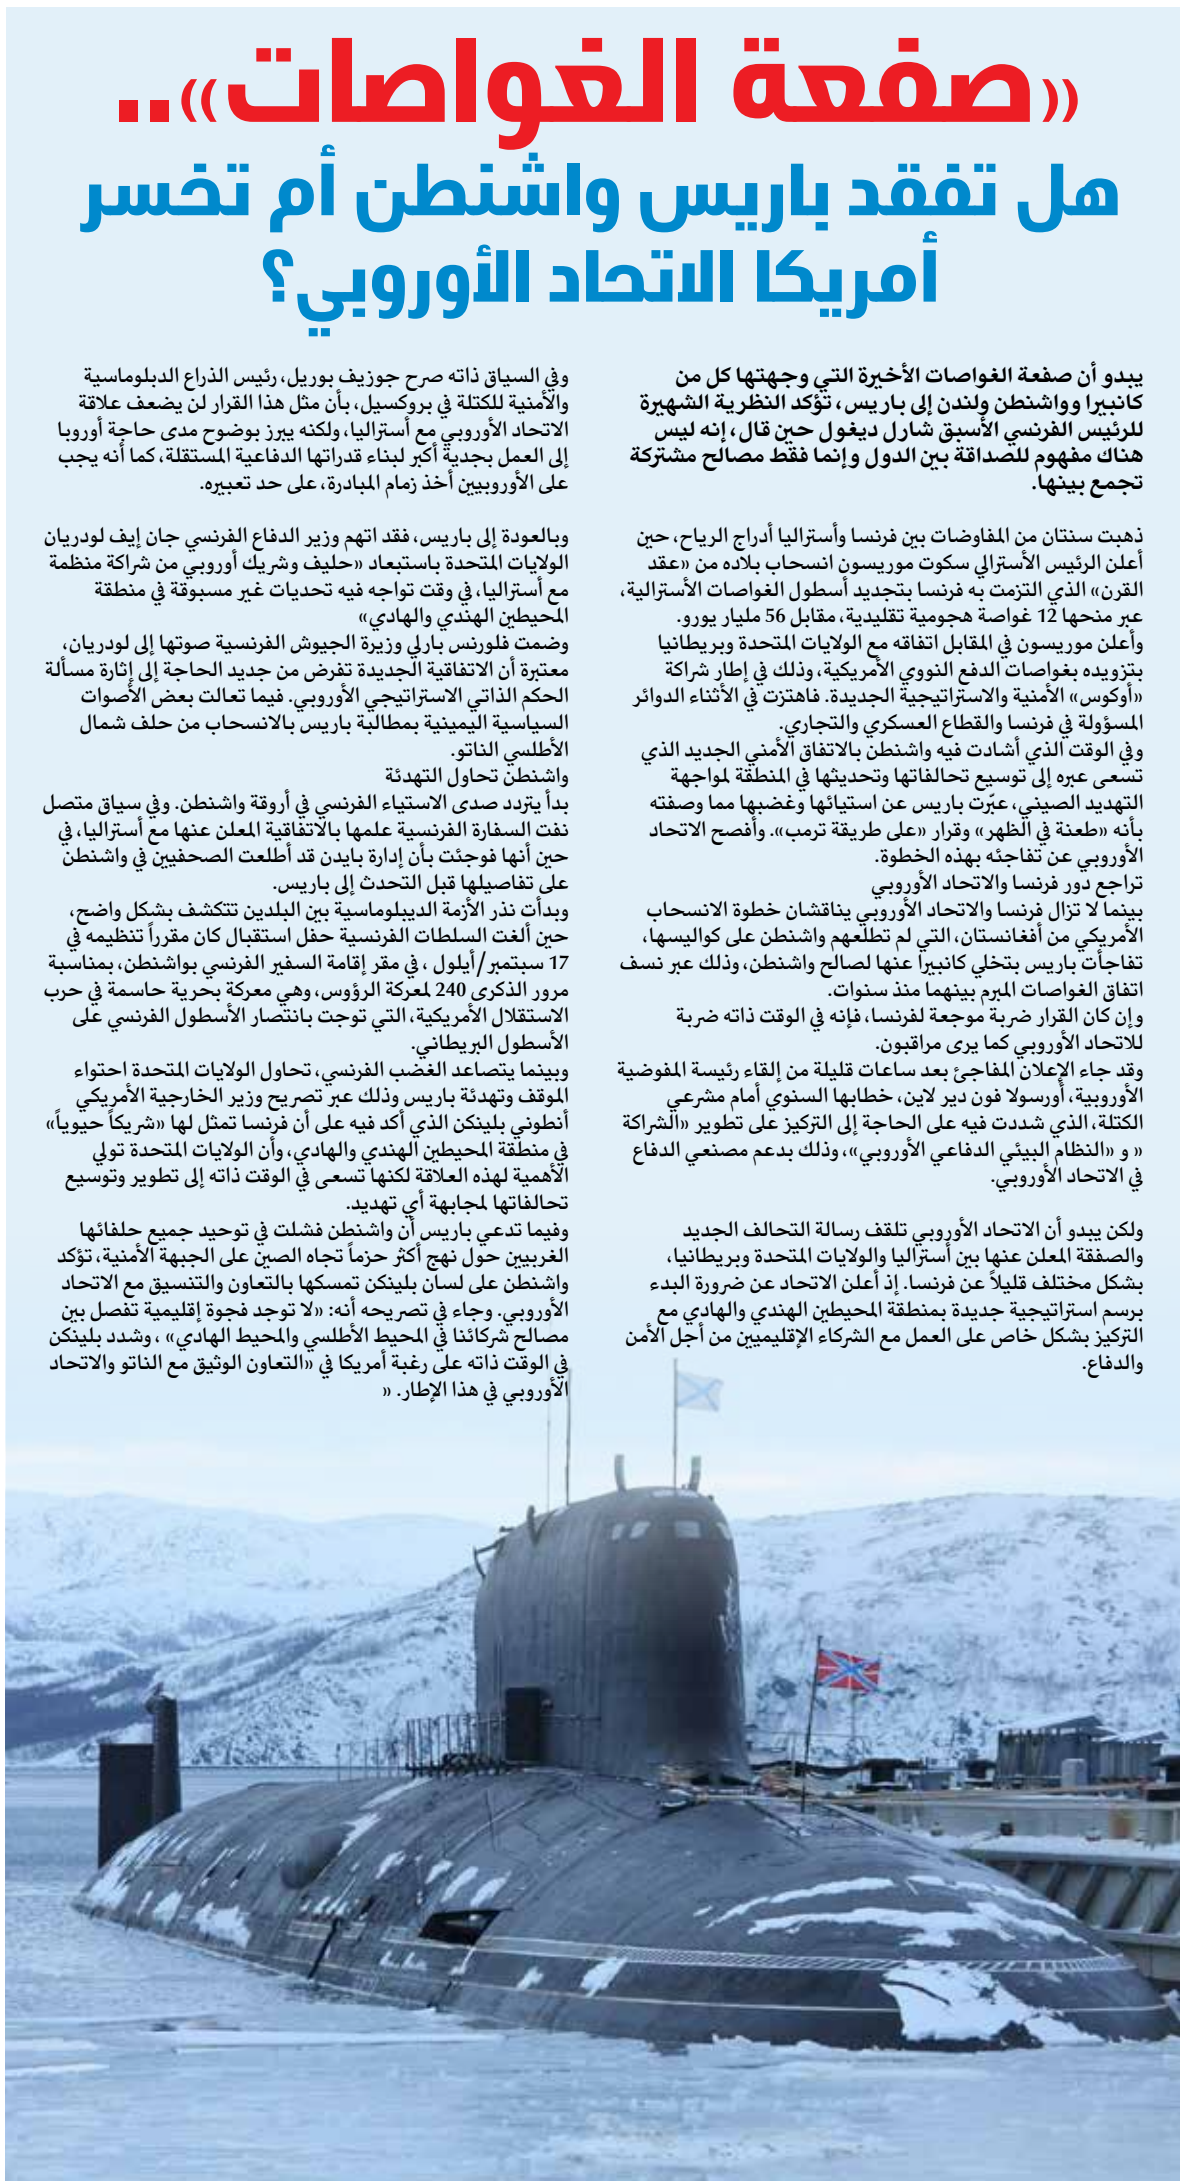 «صفعة الغواصات»..
هل تفقد باريس واشنطن أم تخسر
أمريكا الاتحاد الأوروبي؟
يبدو أن صفعة الغواصات الأخيرة التي وجهتها كل من
كانبيرا وواشنطن ولندن إلى باريس، تؤكد النظرية الشهيرة
للرئيس الفرنسي الأسبق شارل ديغول حين قال، إنه ليس
هناك مفهوم للصداقة بين الدول وإنما فقط مصالح مشتركة
تجمع بينها.
ذهبت سنتان من المفاوضات بين فرنسا وأستراليا أدراج الرياح، حين
أعلن الرئيس الأسترالي سكوت موريسون انسحاب بلاده من «عقد
القرن» الذي التزمت به فرنسا بتجديد أسطول الغواصات الأسترالية،
عبر منحها 12 غواصة هجومية تقليدية، مقابل 56 مليار يورو.
وأعلن موريسون في المقابل اتفاقه مع الولايات المتحدة وبريطانيا
بتزويده بغواصات الدفع النووي الأمريكية، وذلك في إطار شراكة
«أوكوس» الأمنية والاستراتيجية الجديدة. فاهتزت في الأثناء الدوائر
المسؤولة في فرنسا والقطاع العسكري والتجاري.
وفي الوقت الذي أشادت فيه واشنطن بالاتفاق الأمني الجديد الذي
تسعى عبره إلى توسيع تحالفاتها وتحديثها في المنطقة لمواجهة
التهديد الصيني، عبّرت باريس عن استيائها وغضبها مما وصفته
بأنه «طعنة في الظهر» وقرار «على طريقة ترمب». وأفصح الاتحاد
الأوروبي عن تفاجئه بهذه الخطوة.
تراجع دور فرنسا والاتحاد الأوروبي
بينما لا تزال فرنسا والاتحاد الأوروبي يناقشان خطوة الانسحاب
الأمريكي من أفغانستان، التي لم تطلعهم واشنطن على كواليسها،
تفاجأت باريس بتخلي كانبيرا عنها لصالح واشنطن، وذلك عبر نسف
اتفاق الغواصات المبرم بينهما منذ سنوات.
وإن كان القرار ضربة موجعة لفرنسا، فإنه في الوقت ذاته ضربة
للاتحاد الأوروبي كما يرى مراقبون.
وقد جاء الإعلان المفاجئ بعد ساعات قليلة من إلقاء رئيسة المفوضية
الأوروبية، أورسولا فون دير لاين، خطابها السنوي أمام مشرعي
الكتلة، الذي شددت فيه على الحاجة إلى التركيز على تطوير «الشراكة
« و «النظام البيئي الدفاعي الأوروبي»، وذلك بدعم مصنعي الدفاع
في الاتحاد الأوروبي.
ولكن يبدو أن الاتحاد الأوروبي تلقف رسالة التحالف الجديد
والصفقة المعلن عنها بين أستراليا والولايات المتحدة وبريطانيا،
بشكل مختلف قليلاً عن فرنسا. إذ أعلن الاتحاد عن ضرورة البدء
برسم استراتيجية جديدة بمنطقة المحيطين الهندي والهادي مع
التركيز بشكل خاص على العمل مع الشركاء الإقليميين من أجل الأمن
والدفاع.
وفي السياق ذاته صرح جوزيف بوريل، رئيس الذراع الدبلوماسية
والأمنية للكتلة في بروكسيل، بأن مثل هذا القرار لن يضعف علاقة
الاتحاد الأوروبي مع أستراليا، ولكنه يبرز بوضوح مدى حاجة أوروبا
إلى العمل بجدية أكبر لبناء قدراتها الدفاعية المستقلة، كما أنه يجب
على الأوروبيين أخذ زمام المبادرة، على حد تعبيره.
وبالعودة إلى باريس، فقد اتهم وزير الدفاع الفرنسي جان إيف لودريان
الولايات المتحدة باستبعاد «حليف وشريك أوروبي من شراكة منظمة
مع أستراليا، في وقت تواجه فيه تحديات غير مسبوقة في منطقة
المحيطين الهندي والهادي»
وضمت فلورنس بارلي وزيرة الجيوش الفرنسية صوتها إلى لودريان،
معتبرة أن الاتفاقية الجديدة تفرض من جديد الحاجة إلى إثارة مسألة
الحكم الذاتي الاستراتيجي الأوروبي. فيما تعالت بعض الأصوات
السياسية اليمينية بمطالبة باريس بالانسحاب من حلف شمال
الأطلسي الناتو.
واشنطن تحاول التهدئة
بدأ يتردد صدى الاستياء الفرنسي في أروقة واشنطن. وفي سياق متصل
نفت السفارة الفرنسية علمها بالاتفاقية المعلن عنها مع أستراليا، في
حين أنها فوجئت بأن إدارة بايدن قد أطلعت الصحفيين في واشنطن
على تفاصيلها قبل التحدث إلى باريس.
وبدأت نذر الأزمة الديبلوماسية بين البلدين تتكشف بشكل واضح،
حين ألغت السلطات الفرنسية حفل استقبال كان مقرراً تنظيمه في
17 سبتمبر/أيلول ، في مقر إقامة السفير الفرنسي بواشنطن، بمناسبة
مرور الذكرى 240 لمعركة الرؤوس، وهي معركة بحرية حاسمة في حرب
الاستقلال الأمريكية، التي توجت بانتصار الأسطول الفرنسي على
الأسطول البريطاني.
وبينما يتصاعد الغضب الفرنسي، تحاول الولايات المتحدة احتواء
الموقف وتهدئة باريس وذلك عبر تصريح وزير الخارجية الأمريكي
أنطوني بلينكن الذي أكد فيه على أن فرنسا تمثل لها «شريكاً حيوياً»
في منطقة المحيطين الهندي والهادي، وأن الولايات المتحدة تولي
الأهمية لهذه العلاقة لكنها تسعى في الوقت ذاته إلى تطوير وتوسيع
تحالفاتها لمجابهة أي تهديد.
وفيما تدعي باريس أن واشنطن فشلت في توحيد جميع حلفائها
الغربيين حول نهج أكثر حزماً تجاه الصين على الجبهة الأمنية، تؤكد
واشنطن على لسان بلينكن تمسكها بالتعاون والتنسيق مع الاتحاد
الأوروبي. وجاء في تصريحه أنه: «لا توجد فجوة إقليمية تفصل بين
مصالح شركائنا في المحيط الأطلسي والمحيط الهادي» ، وشدد بلينكن
في الوقت ذاته على رغبة أمريكا في «التعاون الوثيق مع الناتو والاتحاد
الأوروبي في هذا الإطار. «